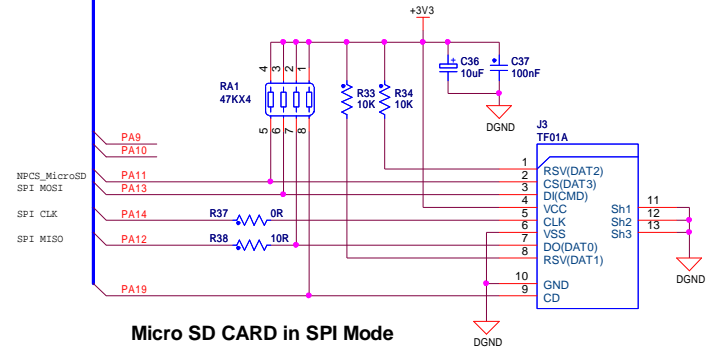 +3V3
4 3 2 1
RA1
47KX4
5 6 7 8
R33
10K
R34
10K
C36
10uF
C37
100nF
DGND
J3
TF01A
PA9
PA10
NPCS_MicroSD PA11
SPI MOSI PA13
SPI CLK PA14 R37 0R
SPI MISO PA12 R38 10R
PA19
1 RSV(DAT2)
2 CS(DAT3)
3 DI(CMD)
4 VCC
5 CLK
6 VSS
7 DO(DAT0)
8 RSV(DAT1)
10 GND
9 CD
Sh1 11
Sh2 12
Sh3 13
DGND
DGND
Micro SD CARD in SPI Mode